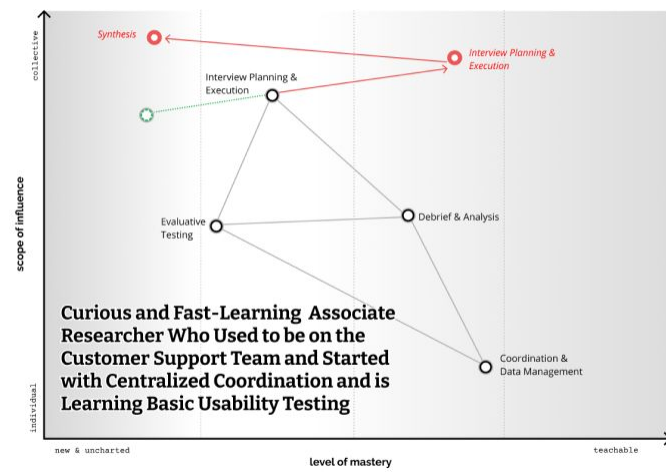 collective
Synthesis
Interview Planning &
Execution
Interview Planning &
Execution
scope of influence
Evaluative
Testing
Debrief & Analysis
Curious and Fast-Learning Associate
Researcher Who Used to be on the
Customer Support Team and Started
with Centralized Coordination and is
Learning Basic Usability Testing
Coordination &
Data Management
individual
new & uncharted
teachable
level of mastery